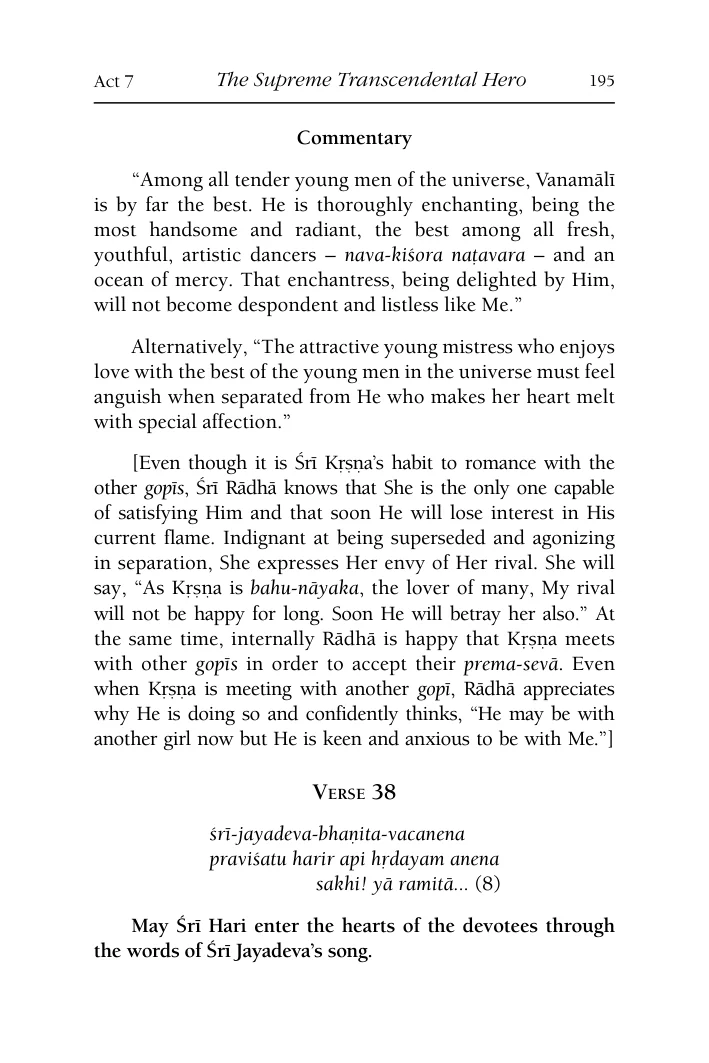 Act 7 The Supreme Transcendental Hero 195
Commentary
“Among all tender young men of the universe, Vanamālī
is by far the best. He is thoroughly enchanting, being the
most handsome and radiant, the best among all fresh,
youthful, artistic dancers – nava-kiśora naṭavara – and an
ocean of mercy. That enchantress, being delighted by Him,
will not become despondent and listless like Me.”
Alternatively, “The attractive young mistress who enjoys
love with the best of the young men in the universe must feel
anguish when separated from He who makes her heart melt
with special affection.”
[Even though it is Śrī Kṛṣṇa’s habit to romance with the
other gopīs, Śrī Rādhā knows that She is the only one capable
of satisfying Him and that soon He will lose interest in His
current flame. Indignant at being superseded and agonizing
in separation, She expresses Her envy of Her rival. She will
say, “As Kṛṣṇa is bahu-nāyaka, the lover of many, My rival
will not be happy for long. Soon He will betray her also.” At
the same time, internally Rādhā is happy that Kṛṣṇa meets
with other gopīs in order to accept their prema-sevā. Even
when Kṛṣṇa is meeting with another gopī, Rādhā appreciates
why He is doing so and confidently thinks, “He may be with
another girl now but He is keen and anxious to be with Me.”]
Verse 38
śrī-jayadeva-bhaṇita-vacanena
praviśatu harir api hṛdayam anena
sakhi! yā ramitā... (8)
May Śrī Hari enter the hearts of the devotees through
the words of Śrī Jayadeva’s song.